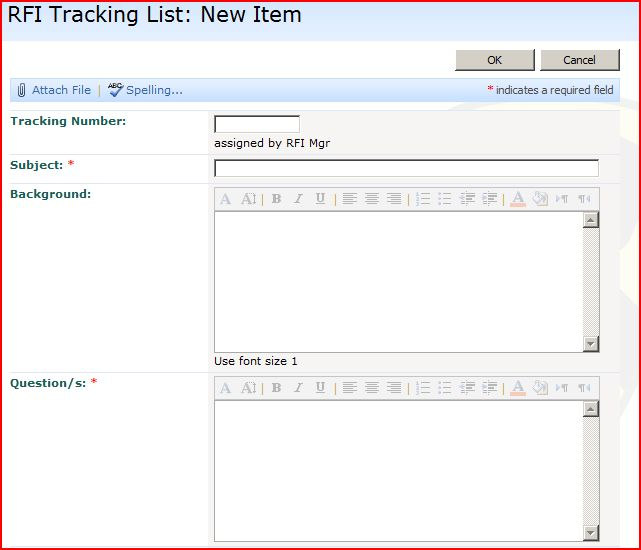 RFI Tracking List: New Item
OK Cancel
Attach File | ABC Spelling... * indicates a required field
Tracking Number:
assigned by RFI Mgr
Subject: *
Background:
A A | B I U | A
Use font size 1
Question/s: *
A A | B I U | A